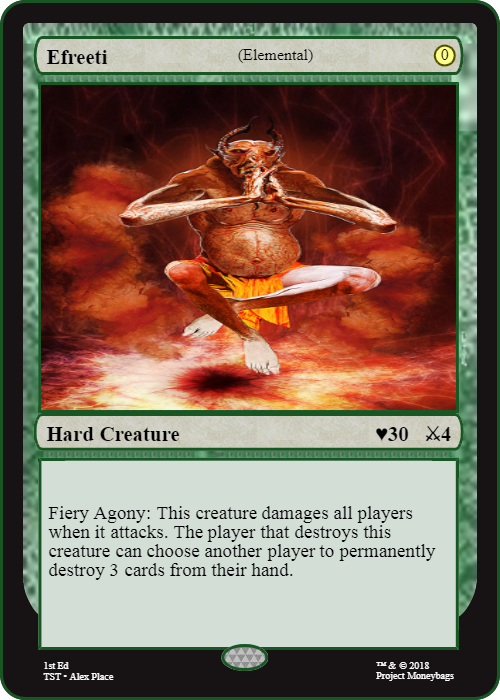 Efreeti (Elemental) 0
Hard Creature ♥30 ⚔4
Fiery Agony: This creature damages all players
when it attacks. The player that destroys this
creature can choose another player to permanently
destroy 3 cards from their hand.
1st Ed
TST • Alex Place
™ & © 2018
Project Moneybags